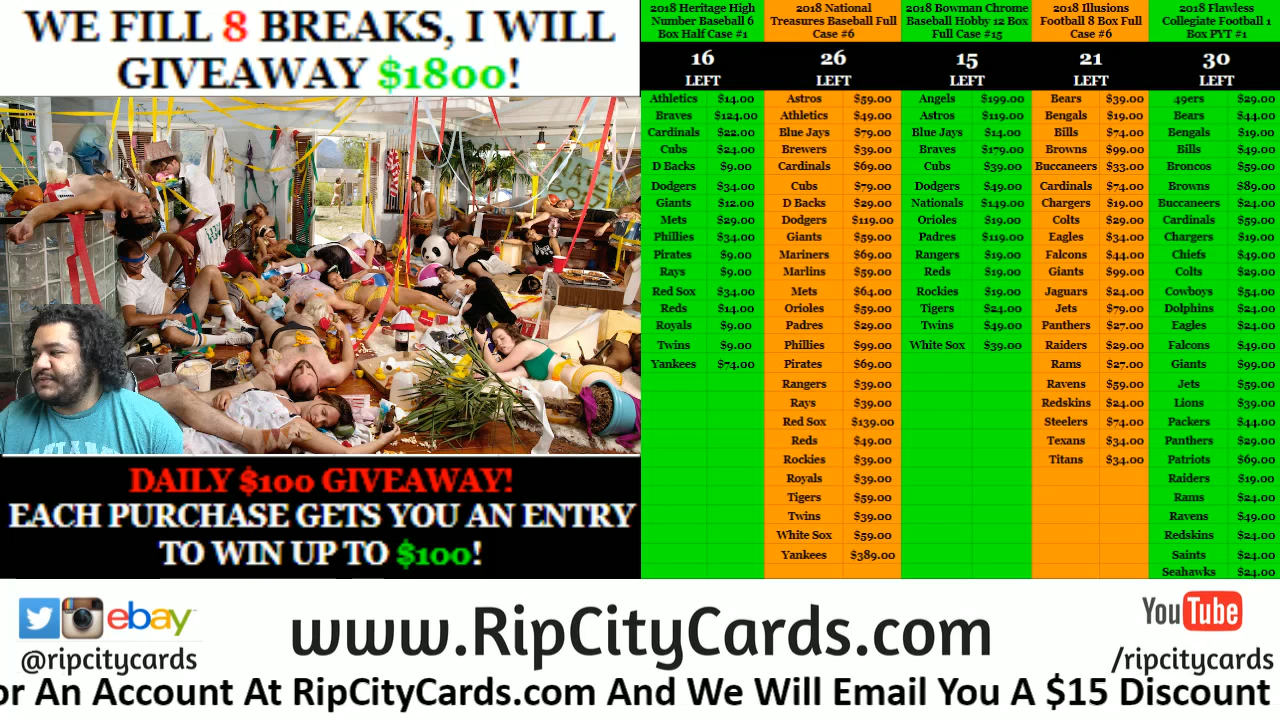 WE FILL 8 BREAKS, I WILL
GIVEAWAY $1800!
DAILY $100 GIVEAWAY!
EACH PURCHASE GETS YOU AN ENTRY
TO WIN UP TO $100!
2018 Heritage High
Number Baseball 6
Box Half Case #1
16
LEFT
Athletics $14.00
Braves $124.00
Cardinals $22.00
Cubs $24.00
D Backs $9.00
Dodgers $34.00
Giants $12.00
Mets $29.00
Phillies $34.00
Pirates $9.00
Rays $9.00
Red Sox $34.00
Reds $14.00
Royals $9.00
Twins $9.00
Yankees $74.00
2018 National
Treasures Baseball Full
Case #6
26
LEFT
Astros $59.00
Athletics $49.00
Blue Jays $79.00
Brewers $39.00
Cardinals $69.00
Cubs $79.00
D Backs $29.00
Dodgers $119.00
Giants $59.00
Mariners $69.00
Marlins $59.00
Mets $64.00
Orioles $59.00
Padres $29.00
Phillies $99.00
Pirates $69.00
Rangers $39.00
Rays $39.00
Red Sox $139.00
Reds $49.00
Rockies $39.00
Royals $39.00
Tigers $59.00
Twins $39.00
White Sox $59.00
Yankees $389.00
2018 Bowman Chrome
Baseball Hobby 12 Box
Full Case #15
15
LEFT
Angels $199.00
Astros $119.00
Blue Jays $14.00
Braves $179.00
Cubs $39.00
Dodgers $49.00
Nationals $149.00
Orioles $19.00
Padres $119.00
Rangers $19.00
Reds $19.00
Rockies $19.00
Tigers $24.00
Twins $49.00
White Sox $39.00
2018 Illusions
Football 8 Box Full
Case #6
21
LEFT
Bears $39.00
Bengals $19.00
Bills $74.00
Browns $99.00
Buccaneers $33.00
Cardinals $74.00
Chargers $19.00
Colts $29.00
Eagles $34.00
Falcons $44.00
Giants $99.00
Jaguars $24.00
Jets $79.00
Panthers $27.00
Raiders $29.00
Rams $27.00
Ravens $59.00
Redskins $24.00
Steelers $74.00
Texans $34.00
Titans $34.00
2018 Flawless
Collegiate Football 1
Box PYT #1
30
LEFT
49ers $29.00
Bears $44.00
Bengals $19.00
Bills $49.00
Broncos $59.00
Browns $89.00
Buccaneers $24.00
Cardinals $59.00
Chargers $19.00
Chiefs $49.00
Colts $29.00
Cowboys $54.00
Dolphins $24.00
Eagles $24.00
Falcons $49.00
Giants $99.00
Jets $59.00
Lions $39.00
Packers $44.00
Panthers $29.00
Patriots $69.00
Raiders $19.00
Rams $24.00
Ravens $49.00
Redskins $24.00
Saints $24.00
Seahawks $24.00
ebay
@ripcitycards
www.RipCityCards.com
YouTube
/ripcitycards
or An Account At RipCityCards.com And We Will Email You A $15 Discount